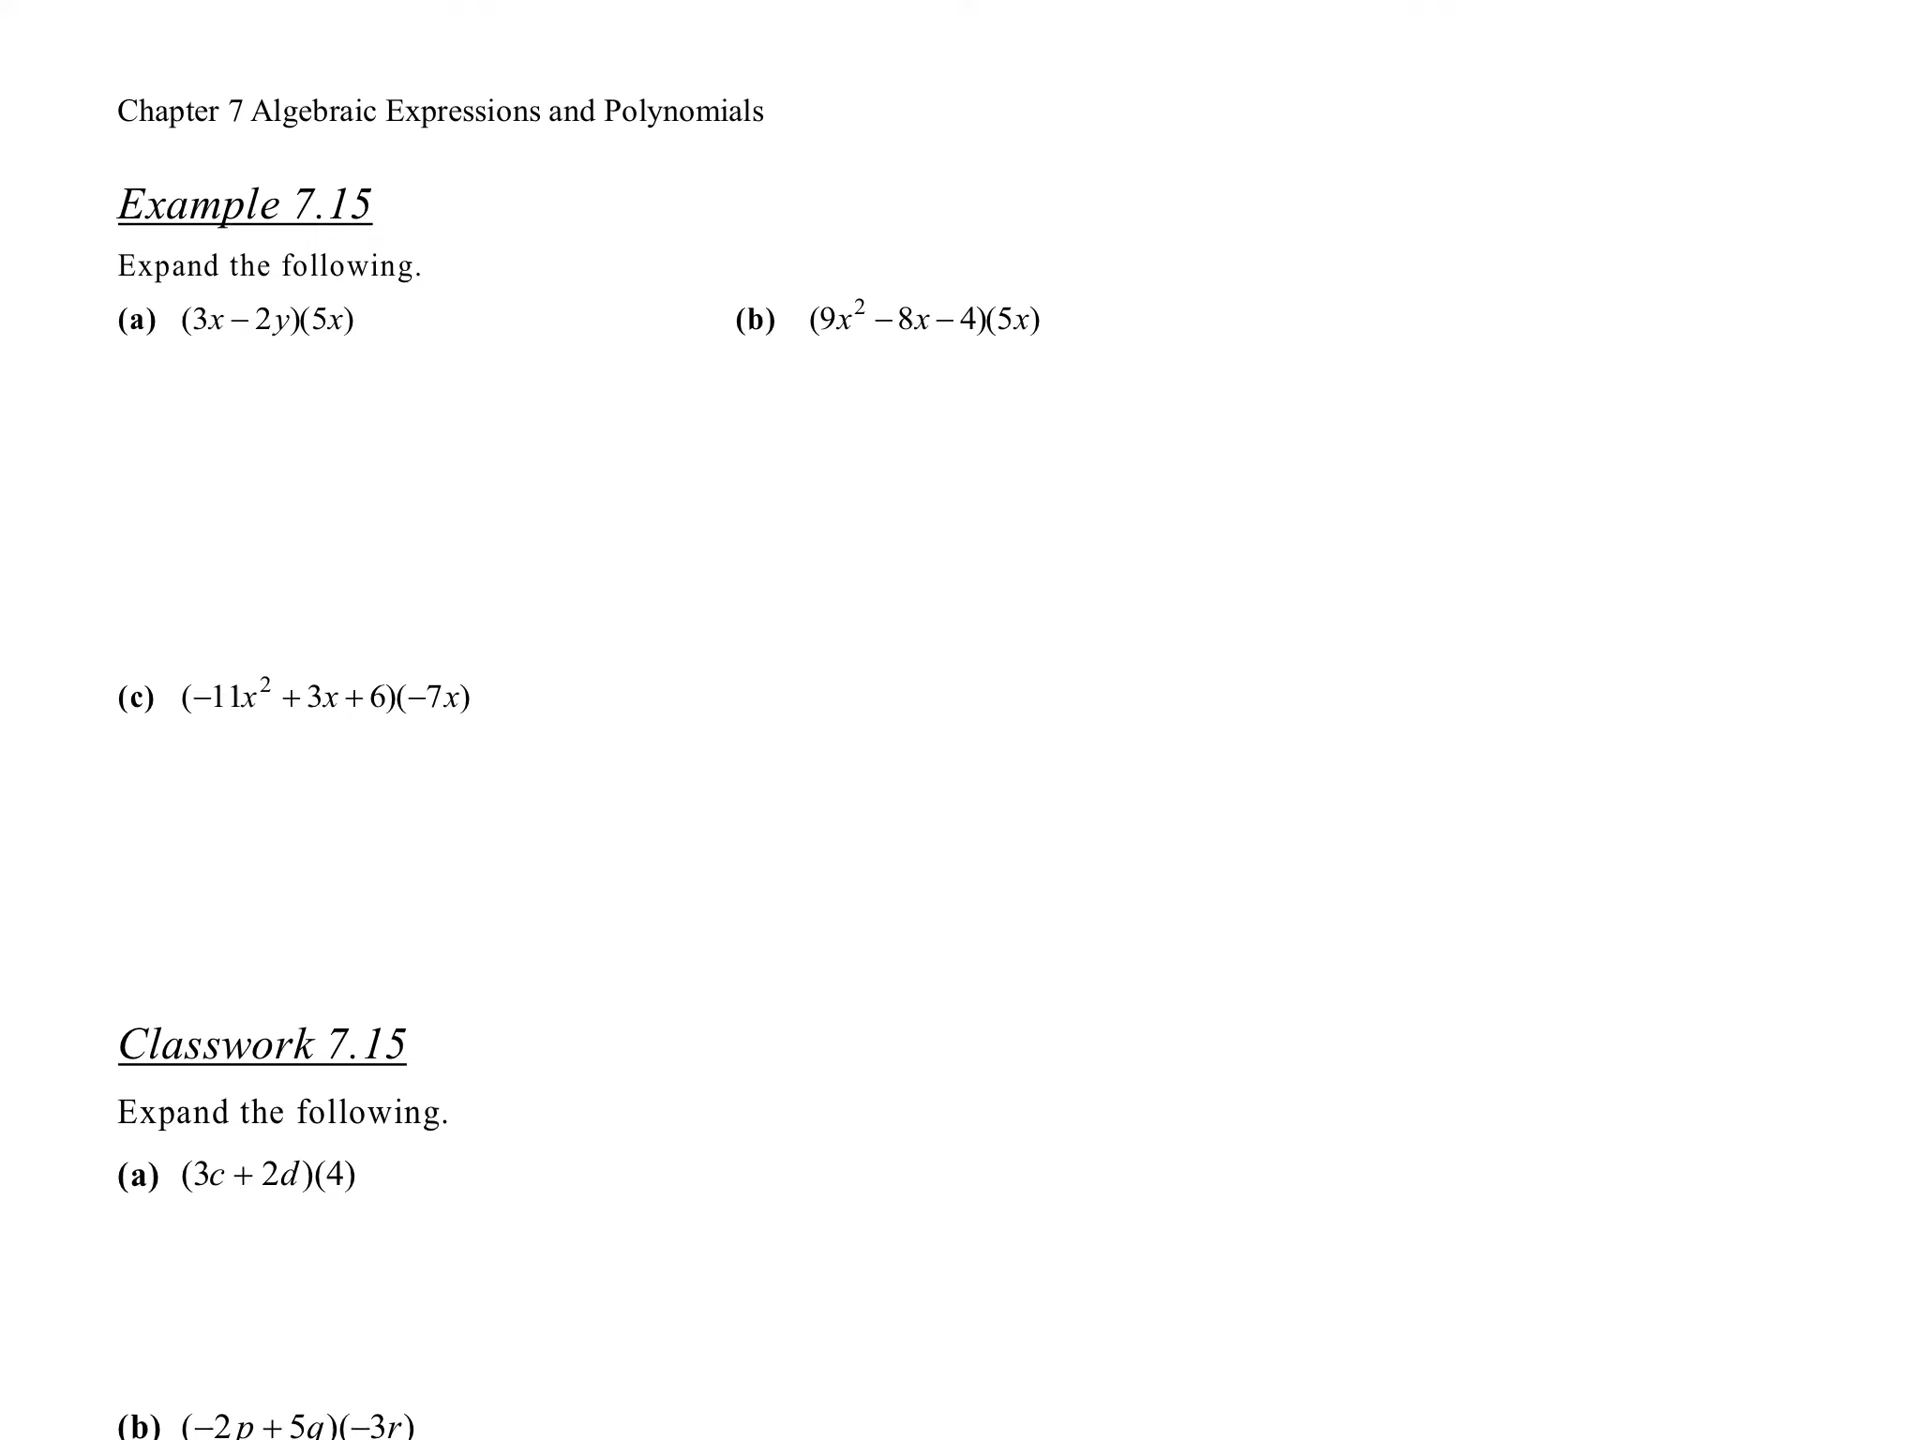 Chapter 7 Algebraic Expressions and Polynomials
Example 7.15
Expand the following.
(a) (3x – 2y)(5x) (b) (9x² – 8x – 4)(5x)
(c) (–11x² + 3x + 6)(–7x)
Classwork 7.15
Expand the following.
(a) (3c + 2d)(4)
(b) (–2p + 5q)(–3r)